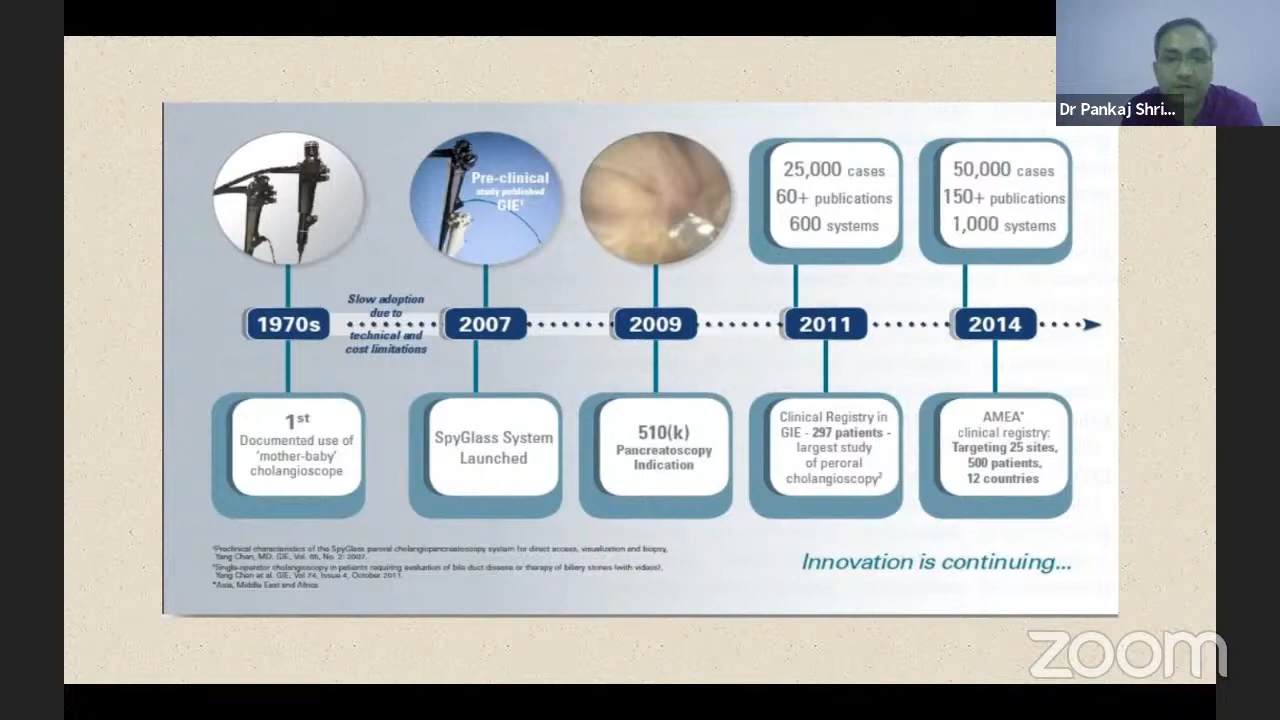 Dr Pankaj Shri...
Pre-clinical
study published
GIE¹
25,000 cases
60+ publications
600 systems
50,000 cases
150+ publications
1,000 systems
Slow adoption
due to
technical and
cost limitations
1970s
2007
2009
2011
2014
1st
Documented use of
'mother-baby'
cholangioscope
SpyGlass System
Launched
510(k)
Pancreatoscopy
Indication
Clinical Registry in
GIE - 297 patients -
largest study
of peroral
cholangioscopy²
AMEA*
clinical registry:
Targeting 25 sites,
500 patients,
12 countries
¹Preclinical characteristics of the SpyGlass peroral cholangiopancreatoscopy system for direct access, visualization and biopsy,
Yang Chen, MD. GIE, Vol. 65, No. 2: 2007.
²Single-operator cholangioscopy in patients requiring evaluation of bile duct disease or therapy of biliary stones (with videos),
Yang Chen et al. GIE, Vol 74, Issue 4, October 2011.
*Asia, Middle East and Africa
Innovation is continuing...
zoom